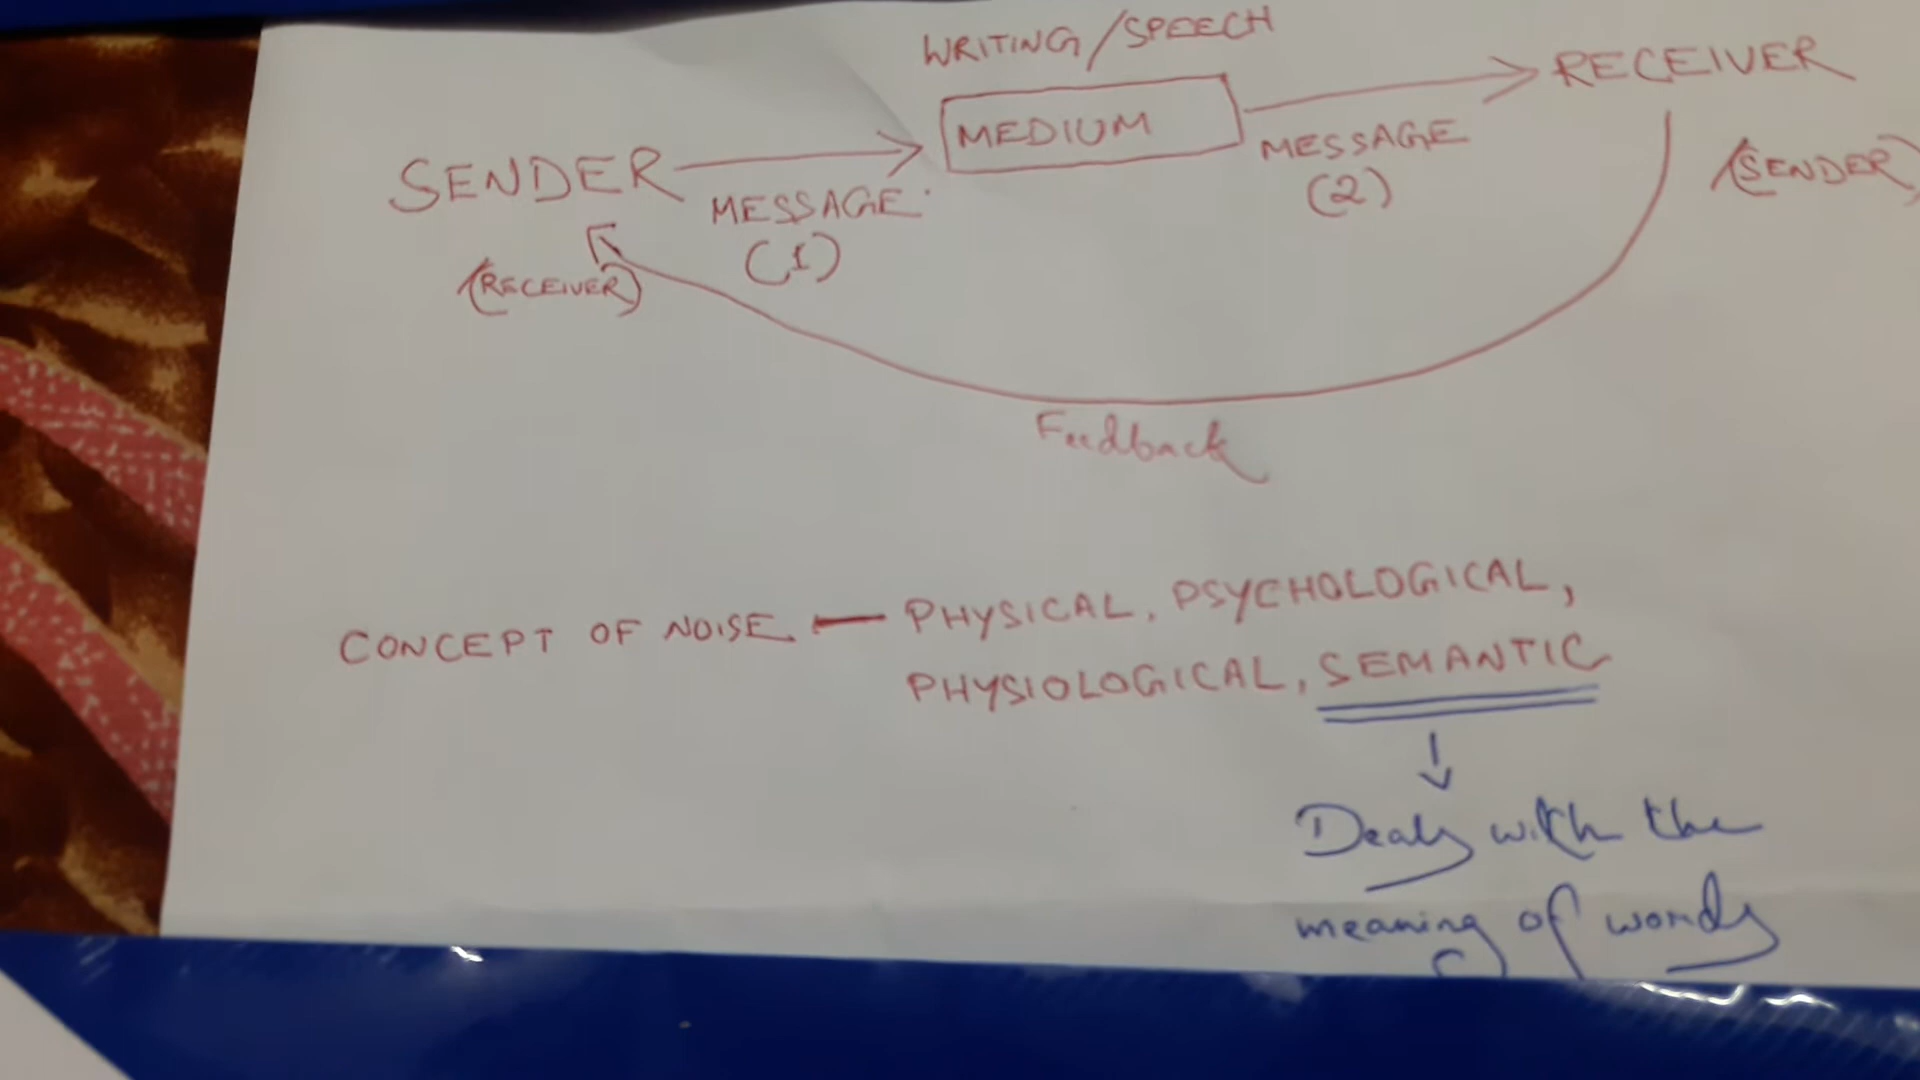 WRITING/SPEECH
SENDER
MESSAGE
(1)
MEDIUM
MESSAGE
(2)
RECEIVER
(SENDER)
(RECEIVER)
Feedback
CONCEPT OF NOISE — PHYSICAL, PSYCHOLOGICAL,
PHYSIOLOGICAL, SEMANTIC
Deals with the
meaning of words